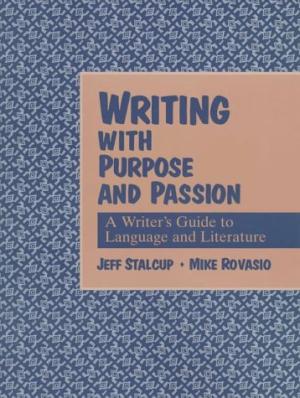 WRITING
WITH
PURPOSE
AND PASSION
A Writer's Guide to
Language and Literature
JEFF STALCUP • MIKE ROVASIO